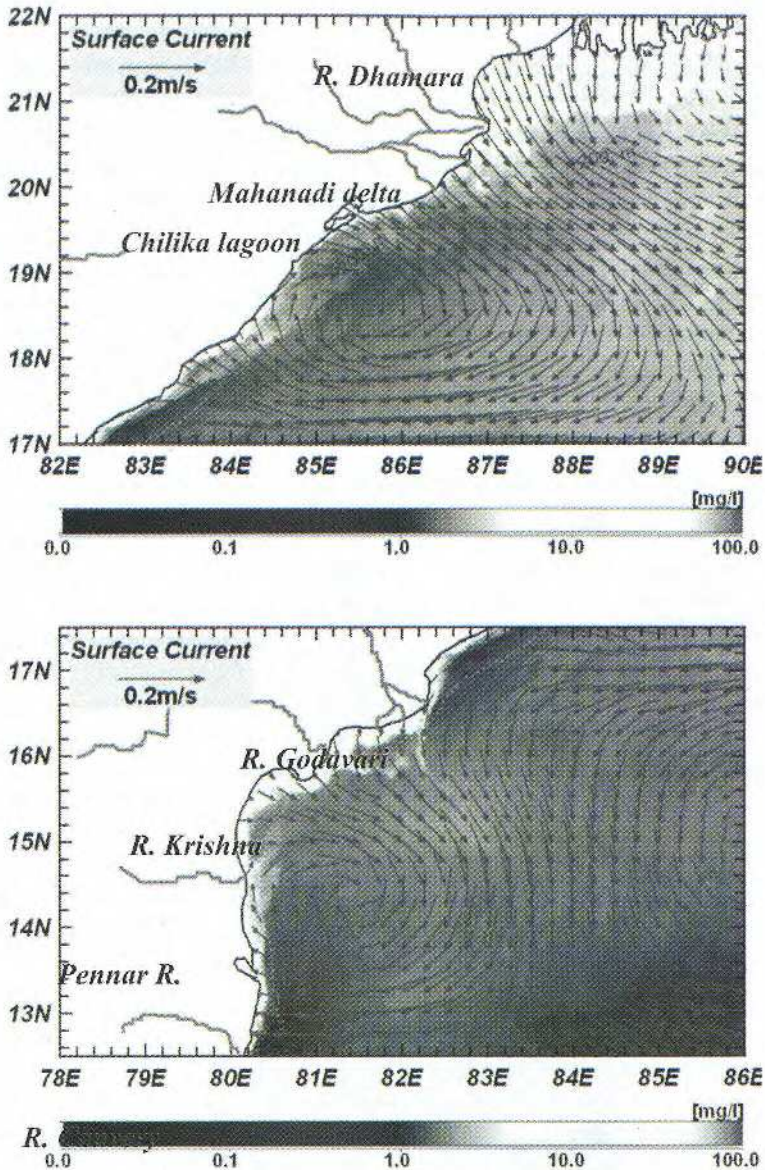 22N
Surface Current
0.2m/s
R. Dhamara
21N
20N
Mahanadi delta
Chilika lagoon
19N
18N
17N
82E 83E 84E 85E 86E 87E 88E 89E 90E
[mg/l]
0.0 0.1 1.0 10.0 100.0
17N
Surface Current
0.2m/s
16N
R. Godavari
15N
R. Krishna
14N
Pennar R.
13N
78E 79E 80E 81E 82E 83E 84E 85E 86E
[mg/l]
R.
0.0 0.1 1.0 10.0 100.0